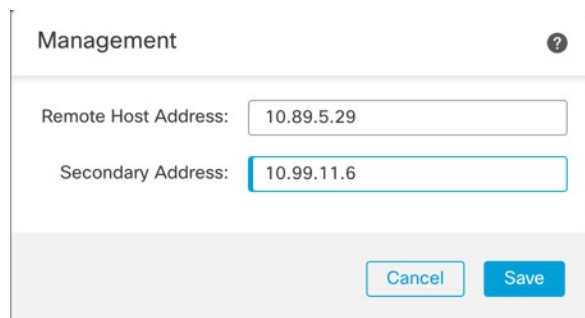 Management
?
Remote Host Address: 10.89.5.29
Secondary Address: 10.99.11.6
Cancel Save